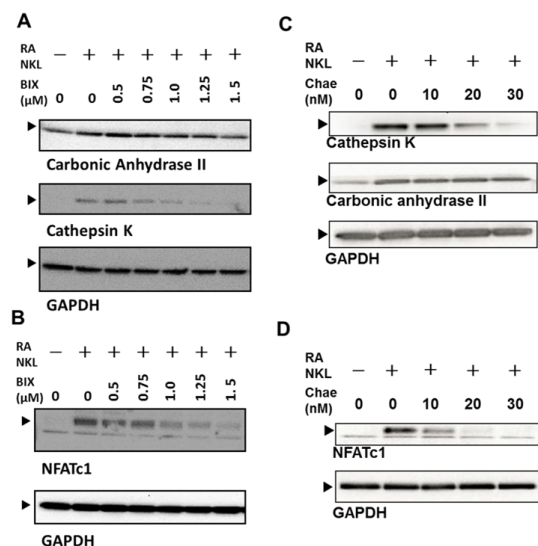 A
RA
NKL
— + + + + + +
BIX
(μM)
0 0 0.5 0.75 1.0 1.25 1. 5
Carbonic Anhydrase II
Cathepsin K
GAPDH
B
RA
NKL
— + + + + + +
BIX
(μM)
0 0 0.5 0.75 1.0 1.25 1. 5
NFATc1
GAPDH
C
RA
NKL
— + + + +
Chae
(nM)
0 0 10 20 30
Cathepsin K
Carbonic anhydrase II
GAPDH
D
RA
NKL
— + + + +
Chae
(nM)
0 0 10 20 30
NFATc1
GAPDH